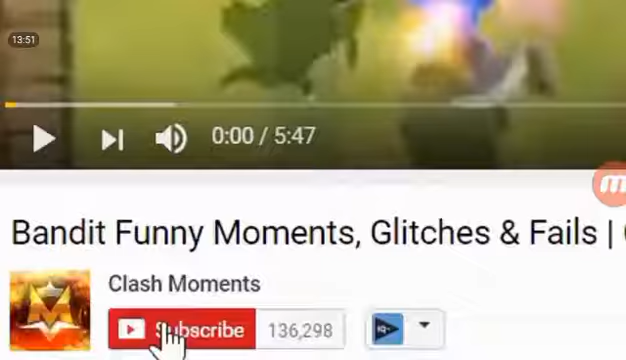 13:51
0:00 / 5:47
Bandit Funny Moments, Glitches & Fails |
Clash Moments
Subscribe 136,298